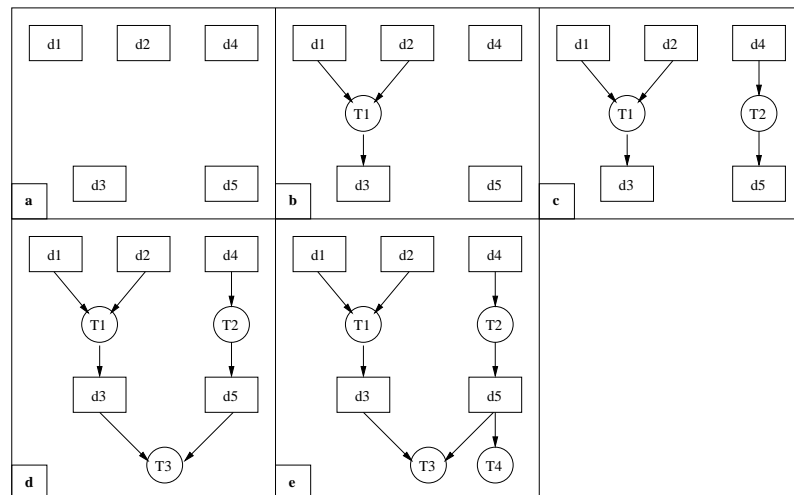 d1 d2 d4 d1 d2 d4 d1 d2 d4
T1 T1 T2
d3 d5 d3 d5 d3 d5
a b c
d1 d2 d4 d1 d2 d4
T1 T2 T1 T2
d3 d5 d3 d5
T3 T3 T4
d e